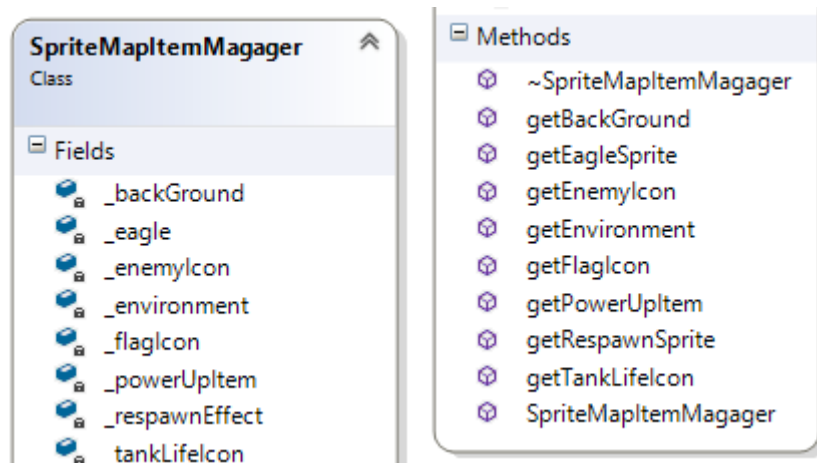 SpriteMapItemMagager
Class
Fields
_backGround
_eagle
_enemyIcon
_environment
_flagIcon
_powerUpItem
_respawnEffect
_tankLifeIcon
Methods
~SpriteMapItemMagager
getBackGround
getEagleSprite
getEnemyIcon
getEnvironment
getFlagIcon
getPowerUpItem
getRespawnSprite
getTankLifeIcon
SpriteMapItemMagager